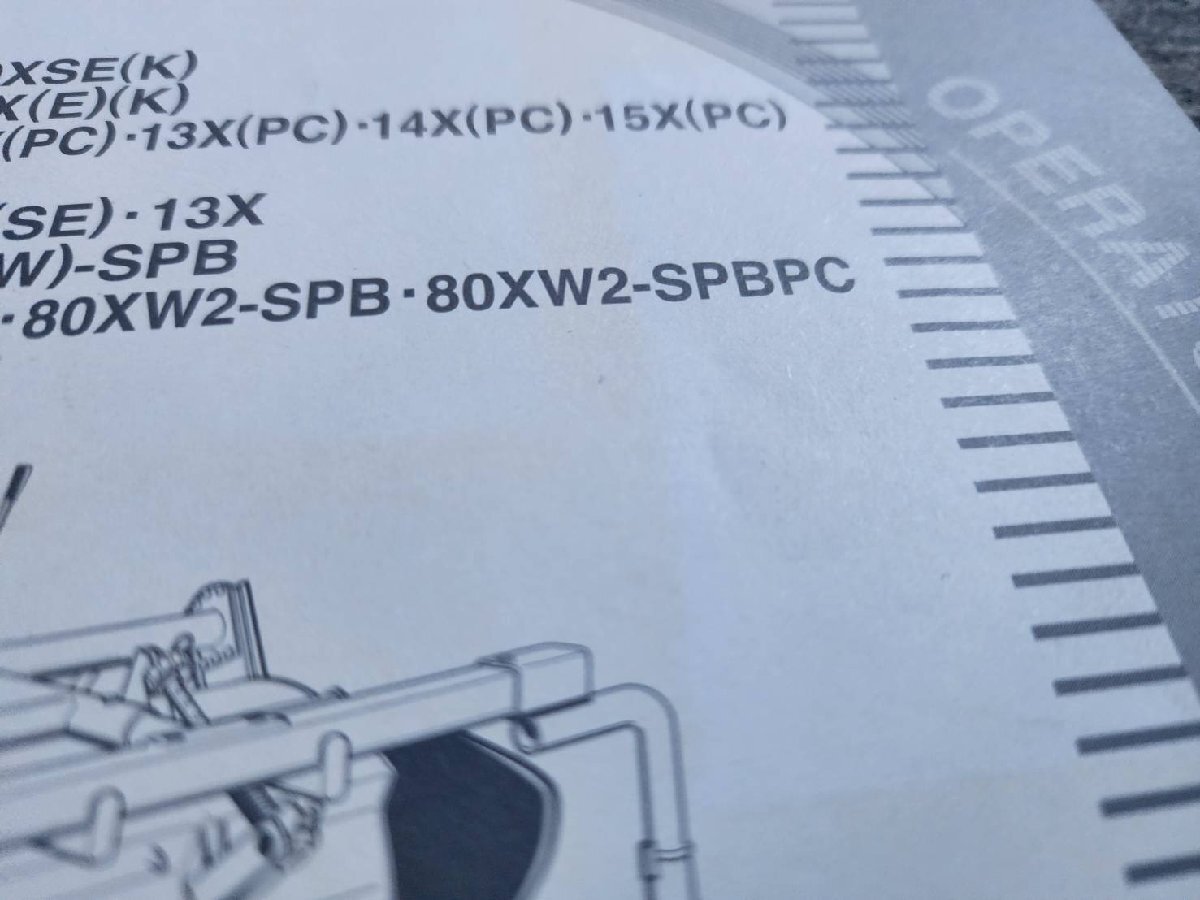 XSE(K)
X(E)(K)
(PC)·13X(PC)·14X(PC)·15X(PC)
(SE)·13X
W)-SPB
·80XW2-SPB·80XW2-SPBPC
OPERA